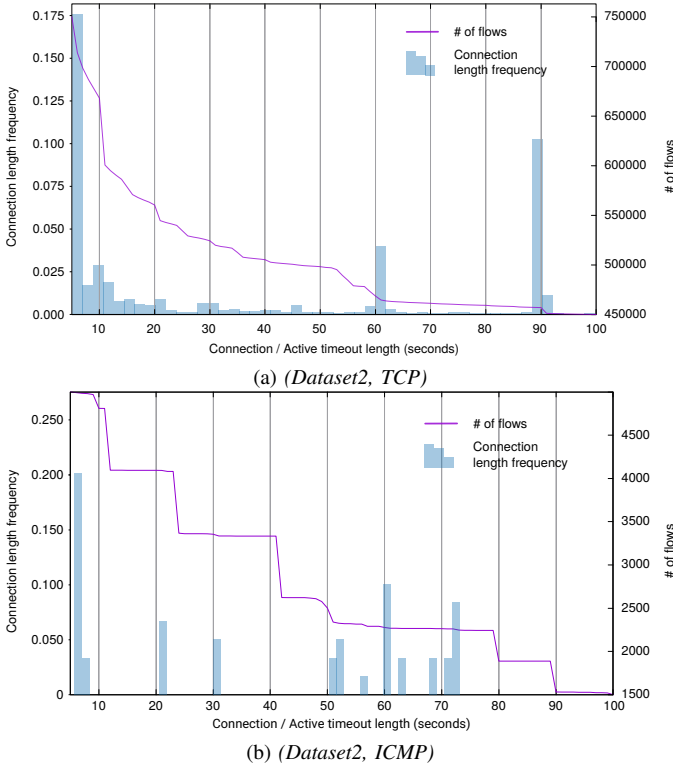 0.175
0.150
0.125
0.100
0.075
0.050
0.025
0.000
Connection length frequency
# of flows
Connection
length frequency
750000
700000
650000
600000
550000
500000
450000
# of flows
10 20 30 40 50 60 70 80 90 100
Connection / Active timeout length (seconds)
(a) (Dataset2, TCP)
0.250
0.200
0.150
0.100
0.050
0
Connection length frequency
# of flows
Connection
length frequency
4500
4000
3500
3000
2500
2000
1500
# of flows
10 20 30 40 50 60 70 80 90 100
Connection / Active timeout length (seconds)
(b) (Dataset2, ICMP)